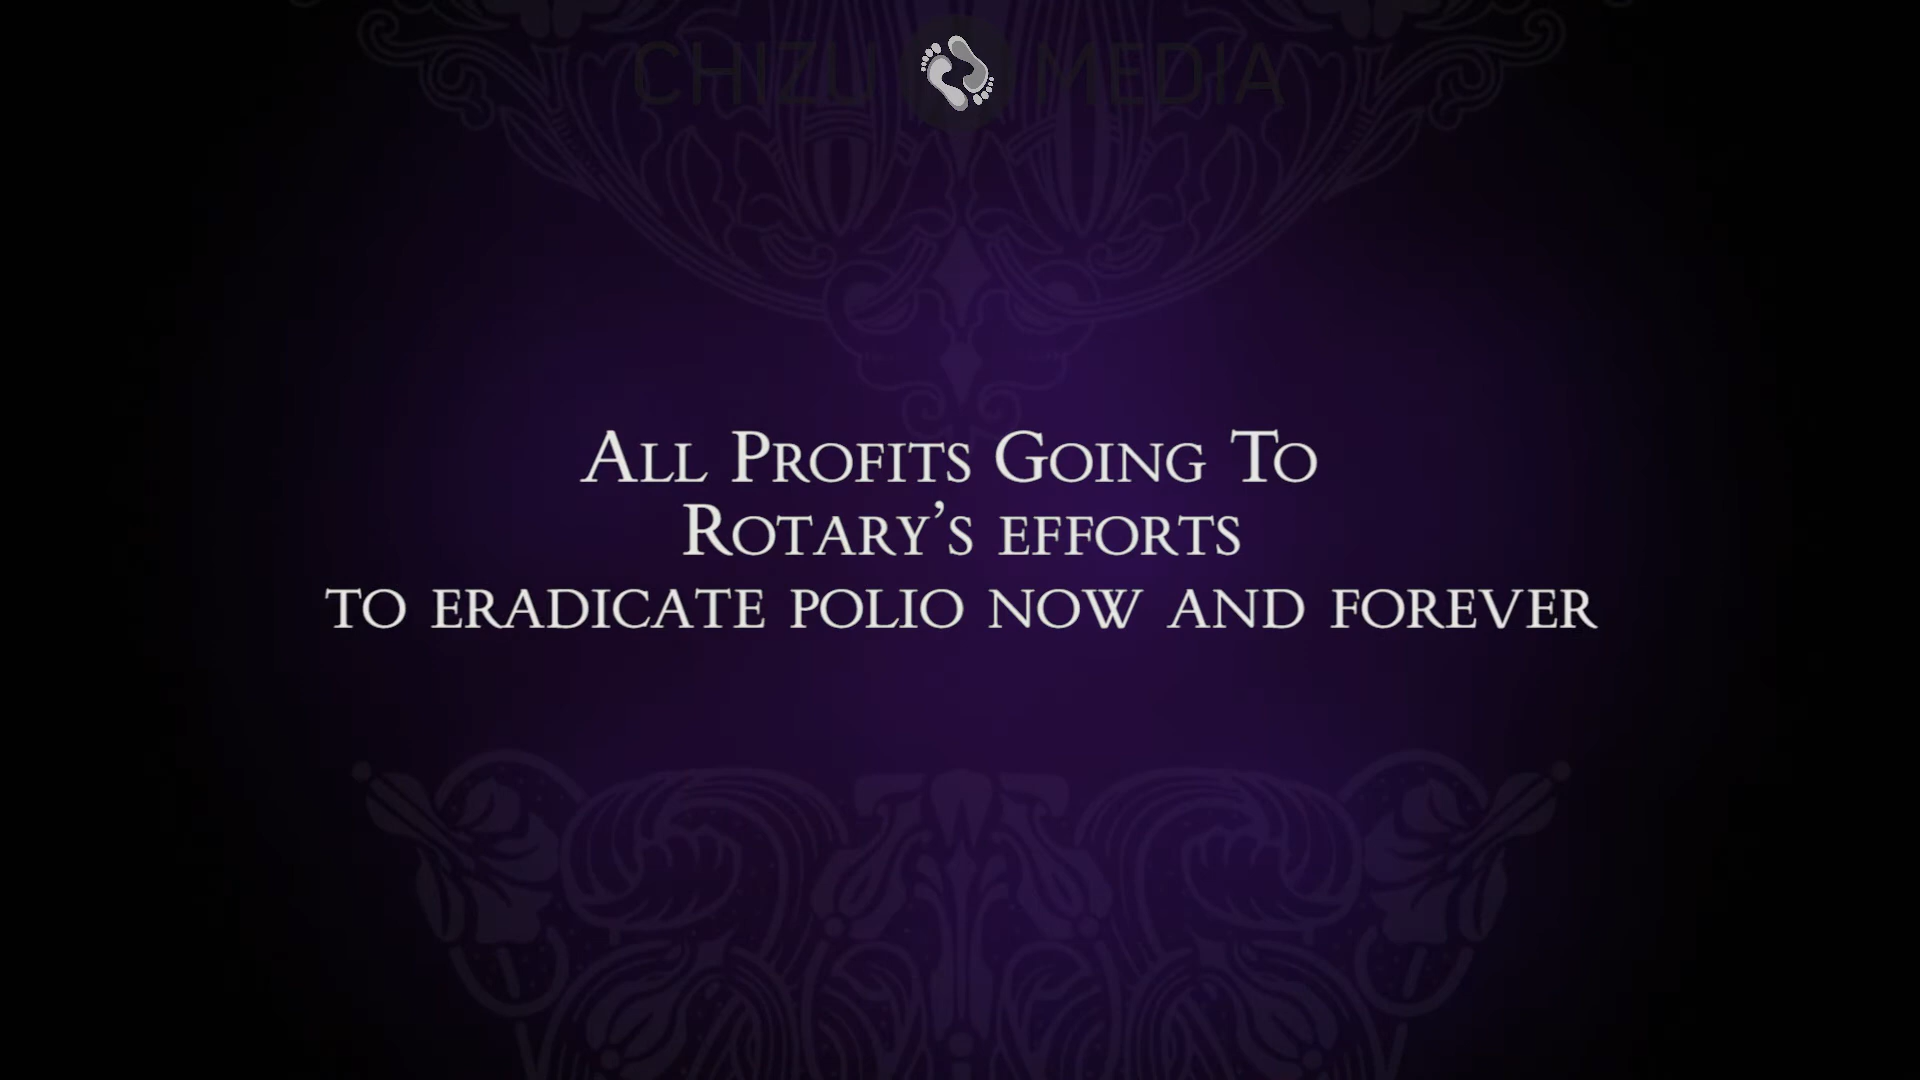 CHIZU MEDIA
All Profits Going To
Rotary's efforts
to eradicate polio now and forever